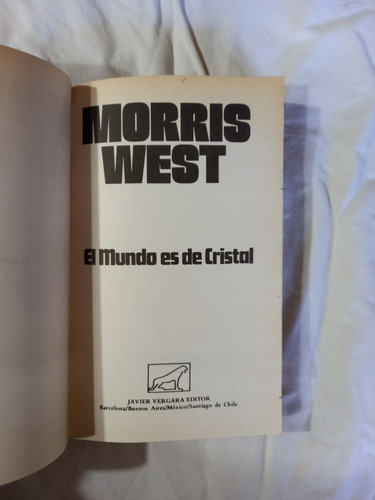 MORRIS
WEST
El Mundo es de Cristal
JAVIER VERGARA EDITOR
Barcelona/Buenos Aires/México/Santiago de Chile